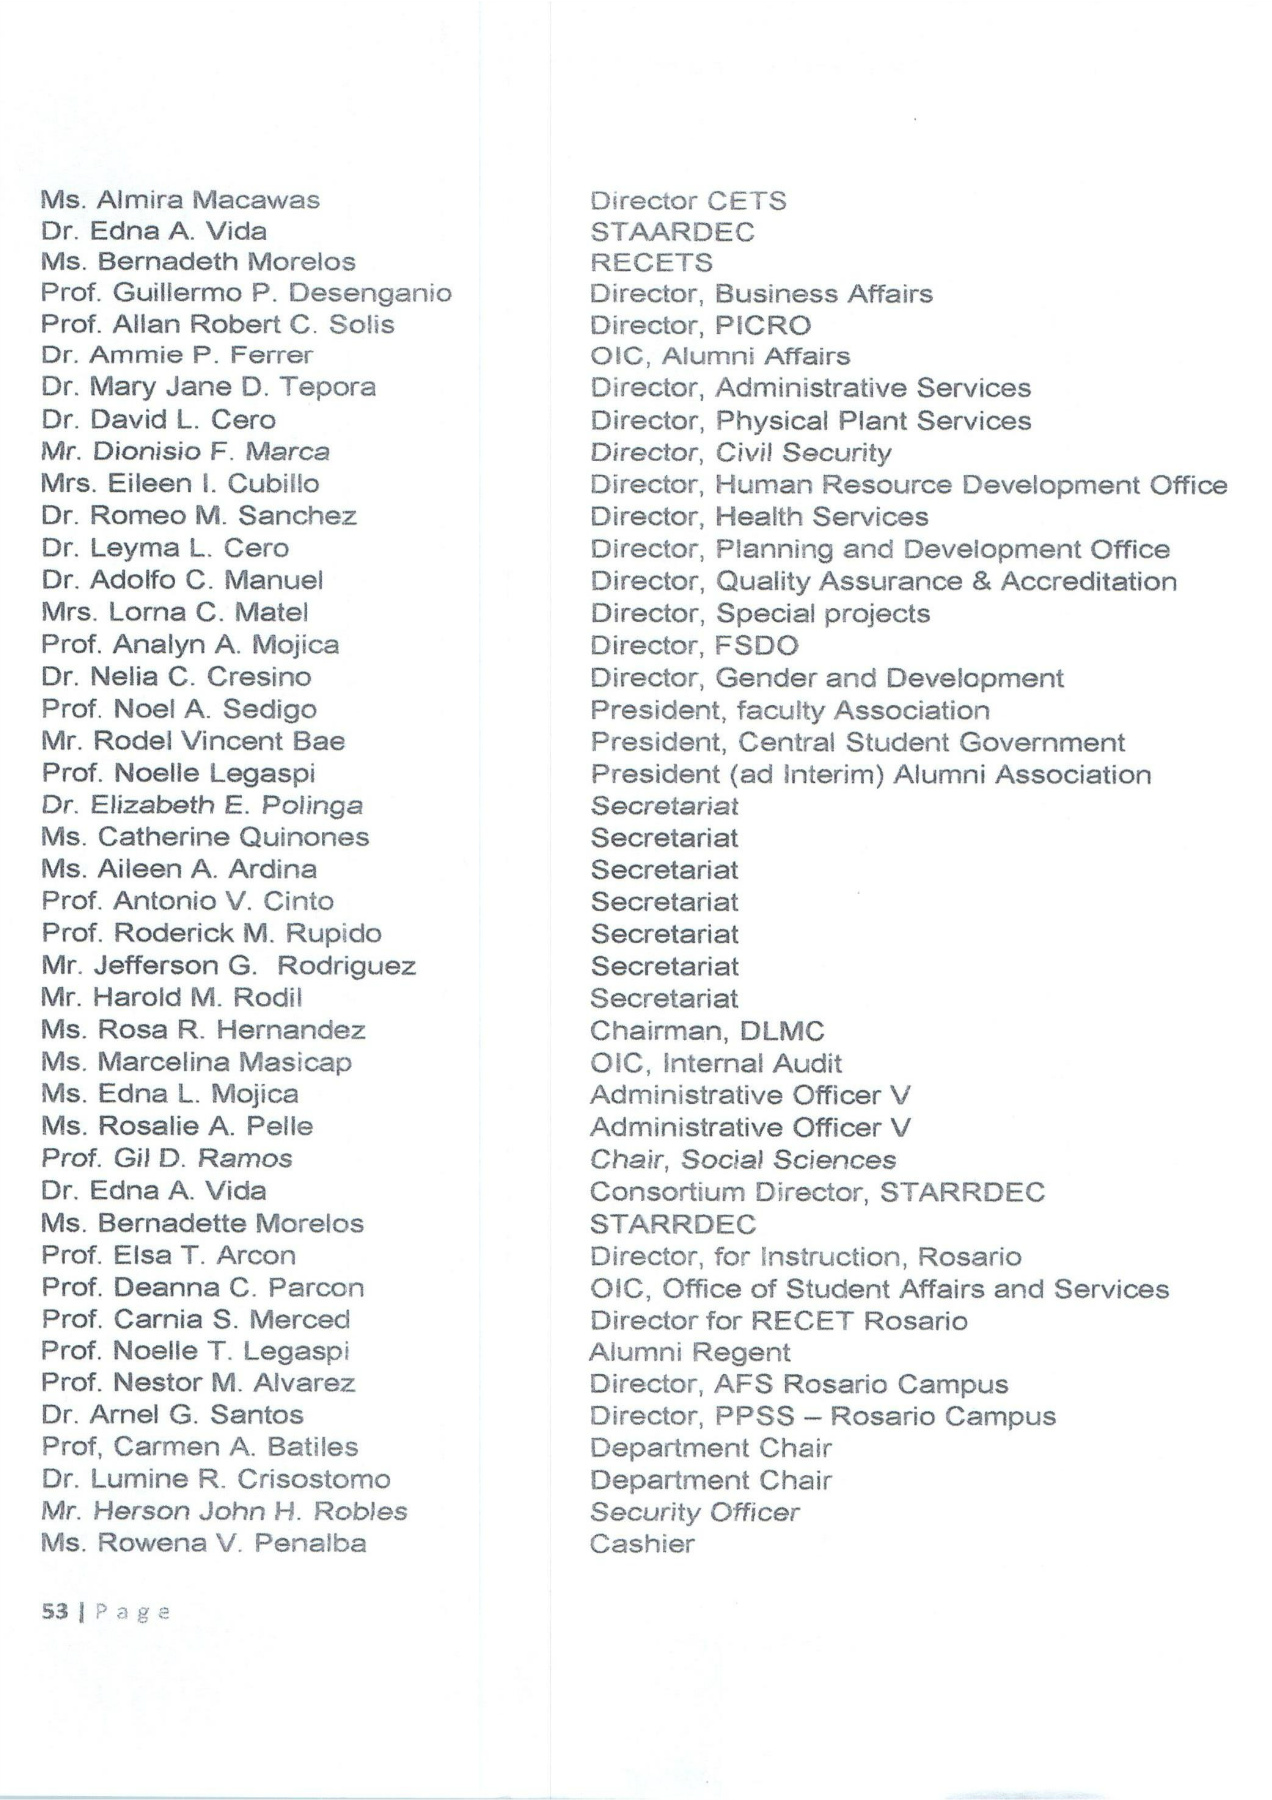 Ms. Almira Macawas Director CETS
Dr. Edna A. Vida STAARDEC
Ms. Bernadeth Morelos RECETS
Prof. Guillermo P. Desenganio Director, Business Affairs
Prof. Allan Robert C. Solis Director, PICRO
Dr. Ammie P. Ferrer OIC, Alumni Affairs
Dr. Mary Jane D. Tepora Director, Administrative Services
Dr. David L. Cero Director, Physical Plant Services
Mr. Dionisio F. Marca Director, Civil Security
Mrs. Eileen I. Cubillo Director, Human Resource Development Office
Dr. Romeo M. Sanchez Director, Health Services
Dr. Leyma L. Cero Director, Planning and Development Office
Dr. Adolfo C. Manuel Director, Quality Assurance & Accreditation
Mrs. Lorna C. Matel Director, Special projects
Prof. Analyn A. Mojica Director, FSDO
Dr. Nelia C. Cresino Director, Gender and Development
Prof. Noel A. Sedigo President, faculty Association
Mr. Rodel Vincent Bae President, Central Student Government
Prof. Noelle Legaspi President (ad Interim) Alumni Association
Dr. Elizabeth E. Polinga Secretariat
Ms. Catherine Quinones Secretariat
Ms. Aileen A. Ardina Secretariat
Prof. Antonio V. Cinto Secretariat
Prof. Roderick M. Rupido Secretariat
Mr. Jefferson G. Rodriguez Secretariat
Mr. Harold M. Rodil Secretariat
Ms. Rosa R. Hernandez Chairman, DLMC
Ms. Marcelina Masicap OIC, Internal Audit
Ms. Edna L. Mojica Administrative Officer V
Ms. Rosalie A. Pelle Administrative Officer V
Prof. Gil D. Ramos Chair, Social Sciences
Dr. Edna A. Vida Consortium Director, STARRDEC
Ms. Bernadette Morelos STARRDEC
Prof. Elsa T. Arcon Director, for Instruction, Rosario
Prof. Deanna C. Parcon OIC, Office of Student Affairs and Services
Prof. Carnia S. Merced Director for RECET Rosario
Prof. Noelle T. Legaspi Alumni Regent
Prof. Nestor M. Alvarez Director, AFS Rosario Campus
Dr. Arnel G. Santos Director, PPSS – Rosario Campus
Prof, Carmen A. Batiles Department Chair
Dr. Lumine R. Crisostomo Department Chair
Mr. Herson John H. Robles Security Officer
Ms. Rowena V. Penalba Cashier
53 | Page